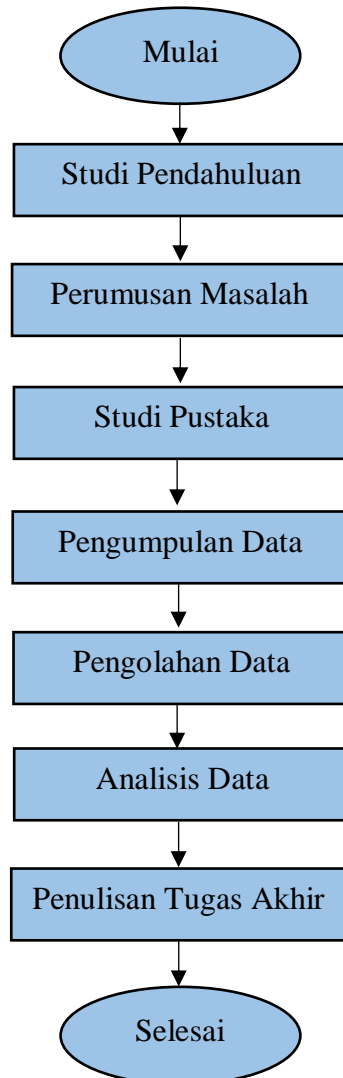 Mulai
Studi Pendahuluan
Perumusan Masalah
Studi Pustaka
Pengumpulan Data
Pengolahan Data
Analisis Data
Penulisan Tugas Akhir
Selesai